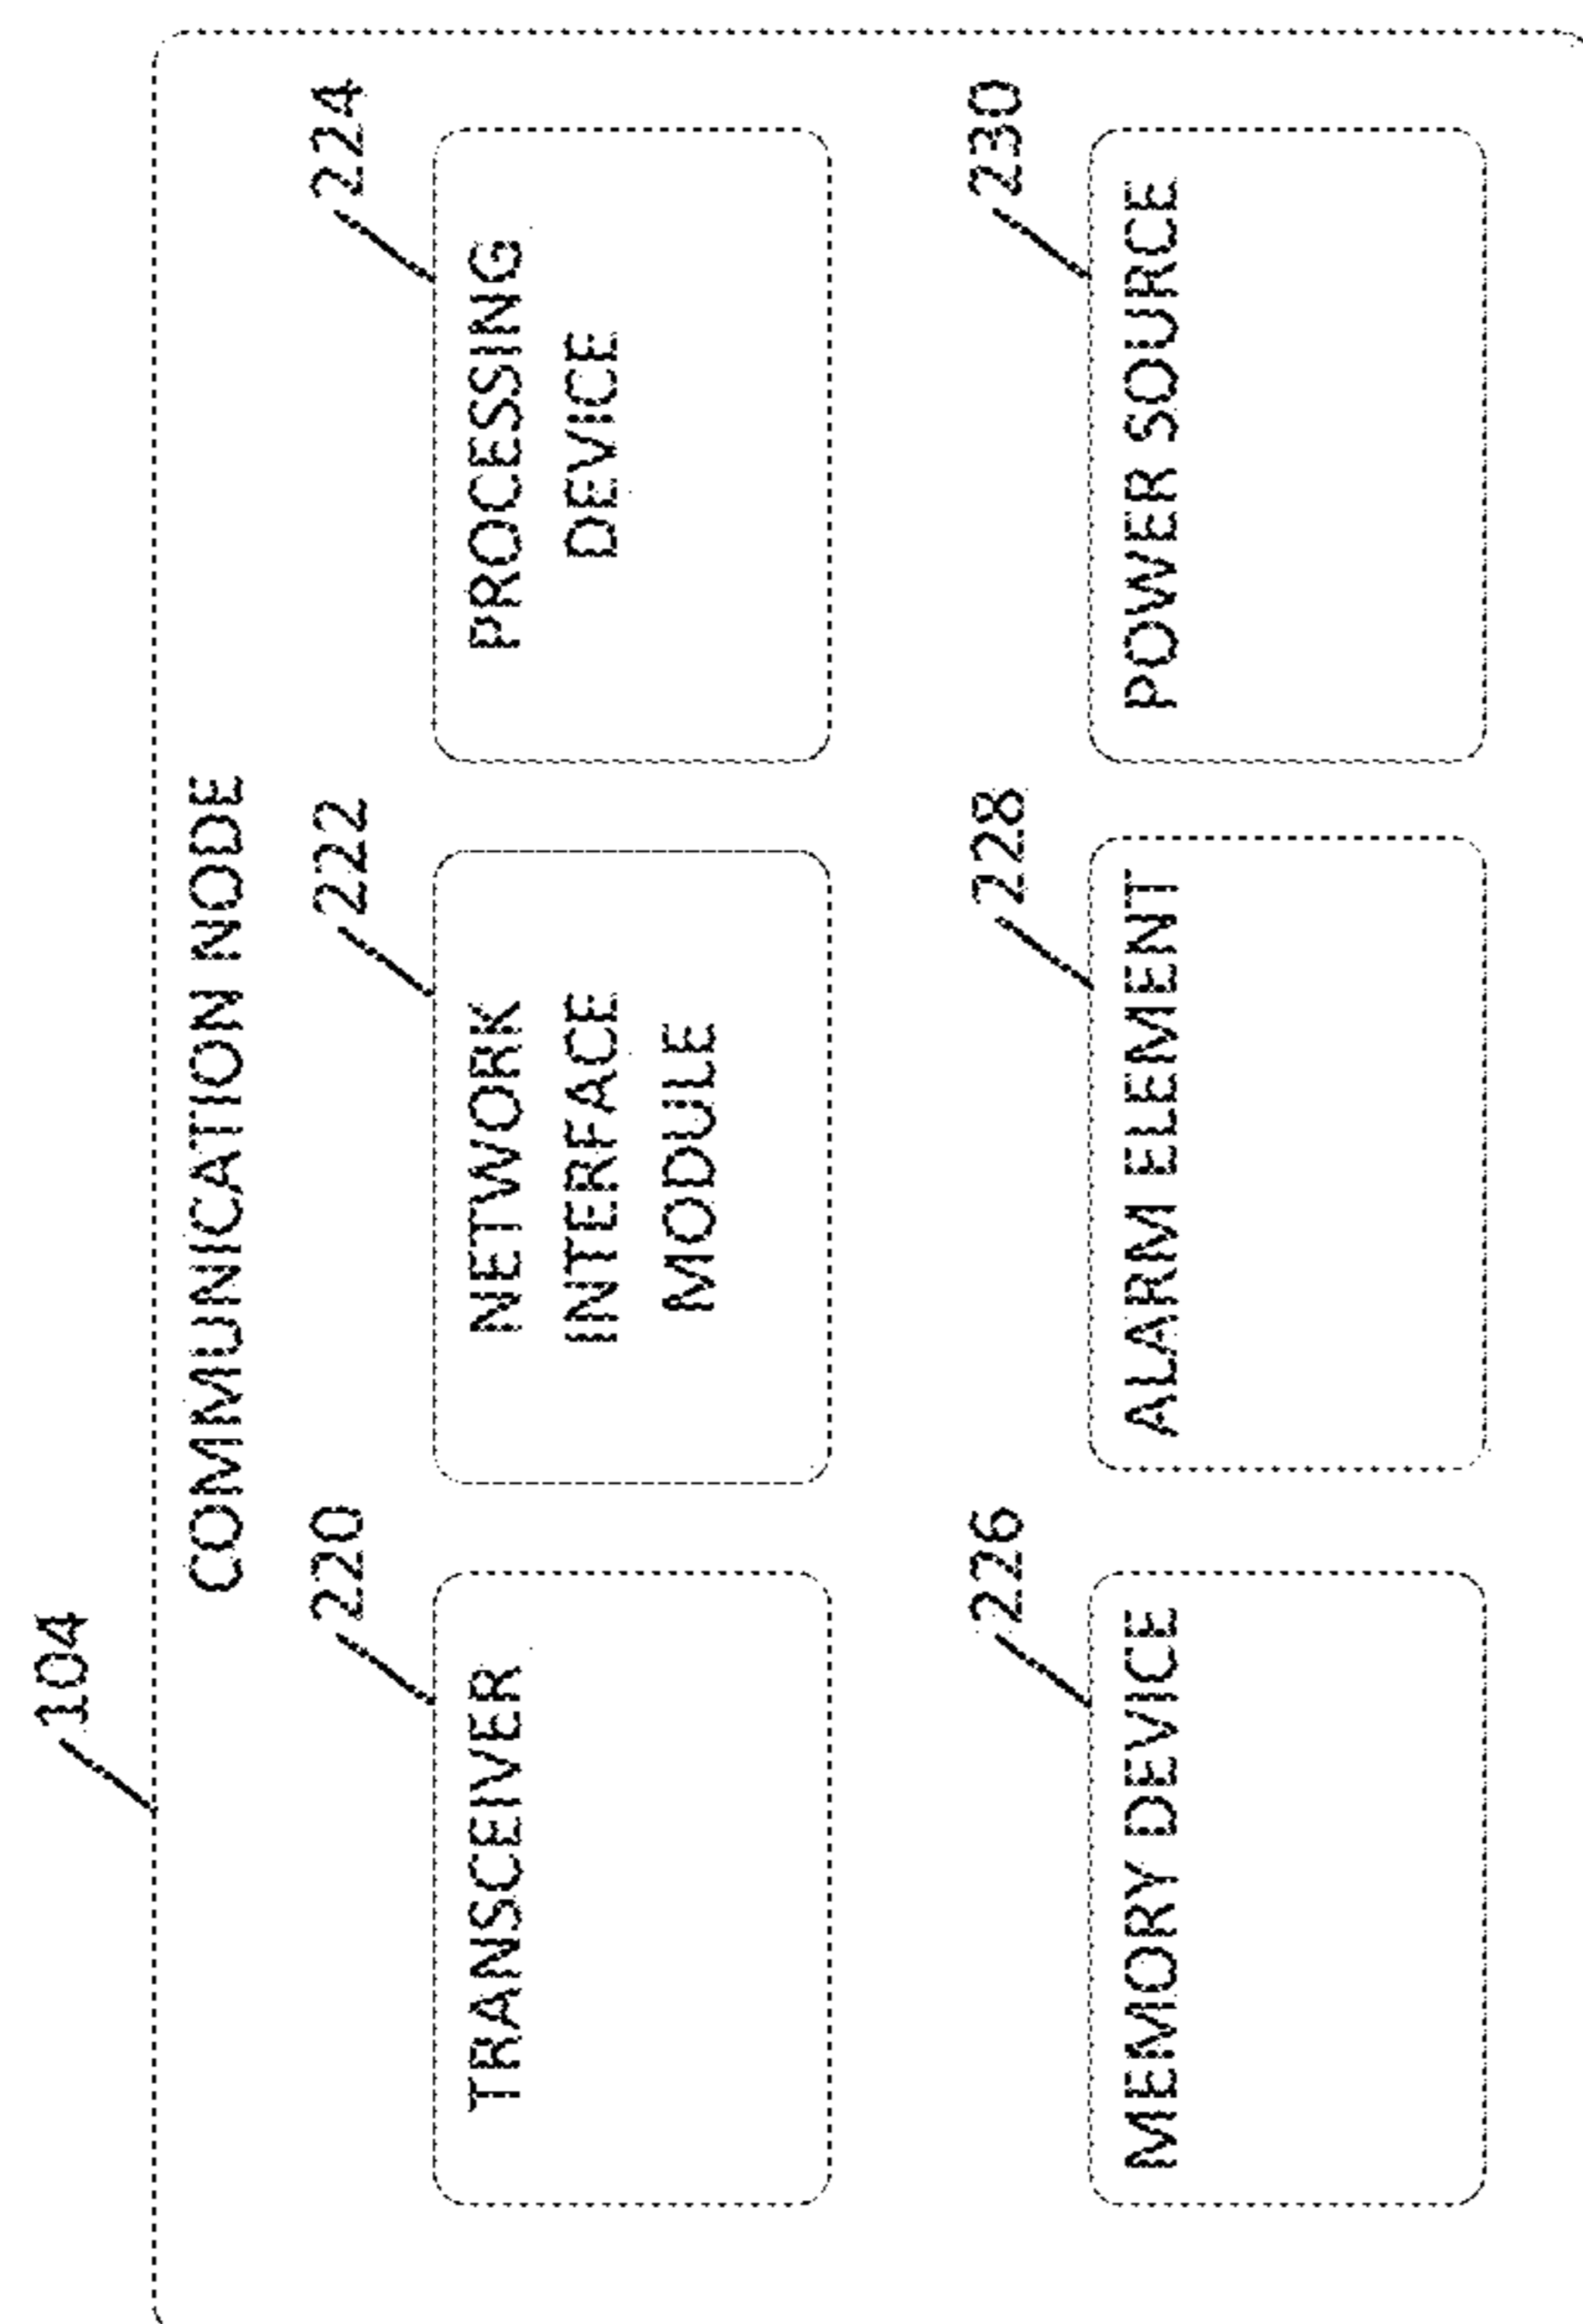 104
COMMUNICATION NODE
220
TRANSCEIVER
222
NETWORK
INTERFACE
MODULE
224
PROCESSING
DEVICE
226
MEMORY DEVICE
228
ALARM ELEMENT
230
POWER SOURCE